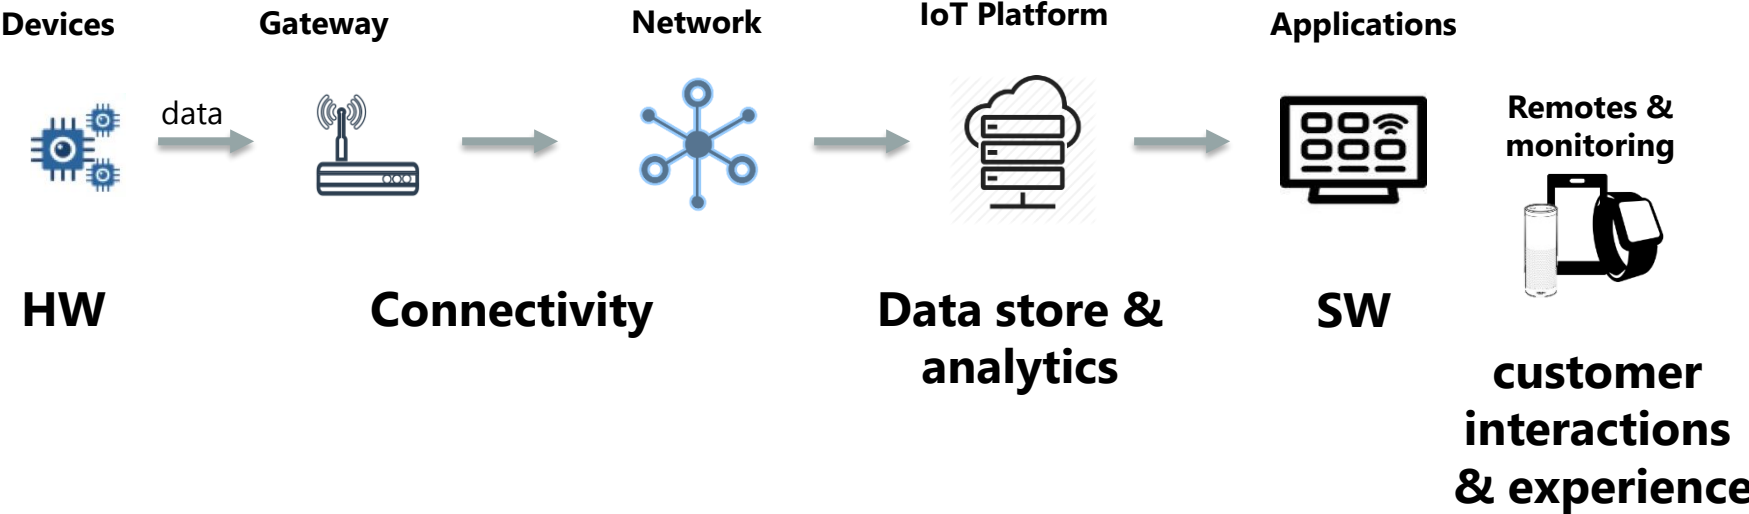 Devices
Gateway
Network
IoT Platform
Applications
data
Remotes &
monitoring
HW
Connectivity
Data store &
analytics
SW
customer
interactions
& experience